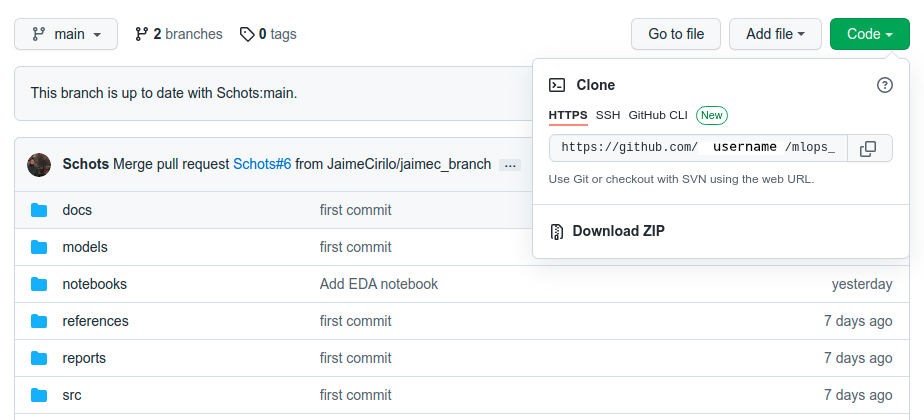 main 2 branches 0 tags Go to file Add file Code
This branch is up to date with Schots:main.
Clone
HTTPS SSH GitHub CLI New
https://github.com/ username /mlops_
Use Git or checkout with SVN using the web URL.
Download ZIP
Schots Merge pull request Schots#6 from JaimeCirilo/jaimec_branch ...
docs first commit
models first commit
notebooks Add EDA notebook yesterday
references first commit 7 days ago
reports first commit 7 days ago
src first commit 7 days ago